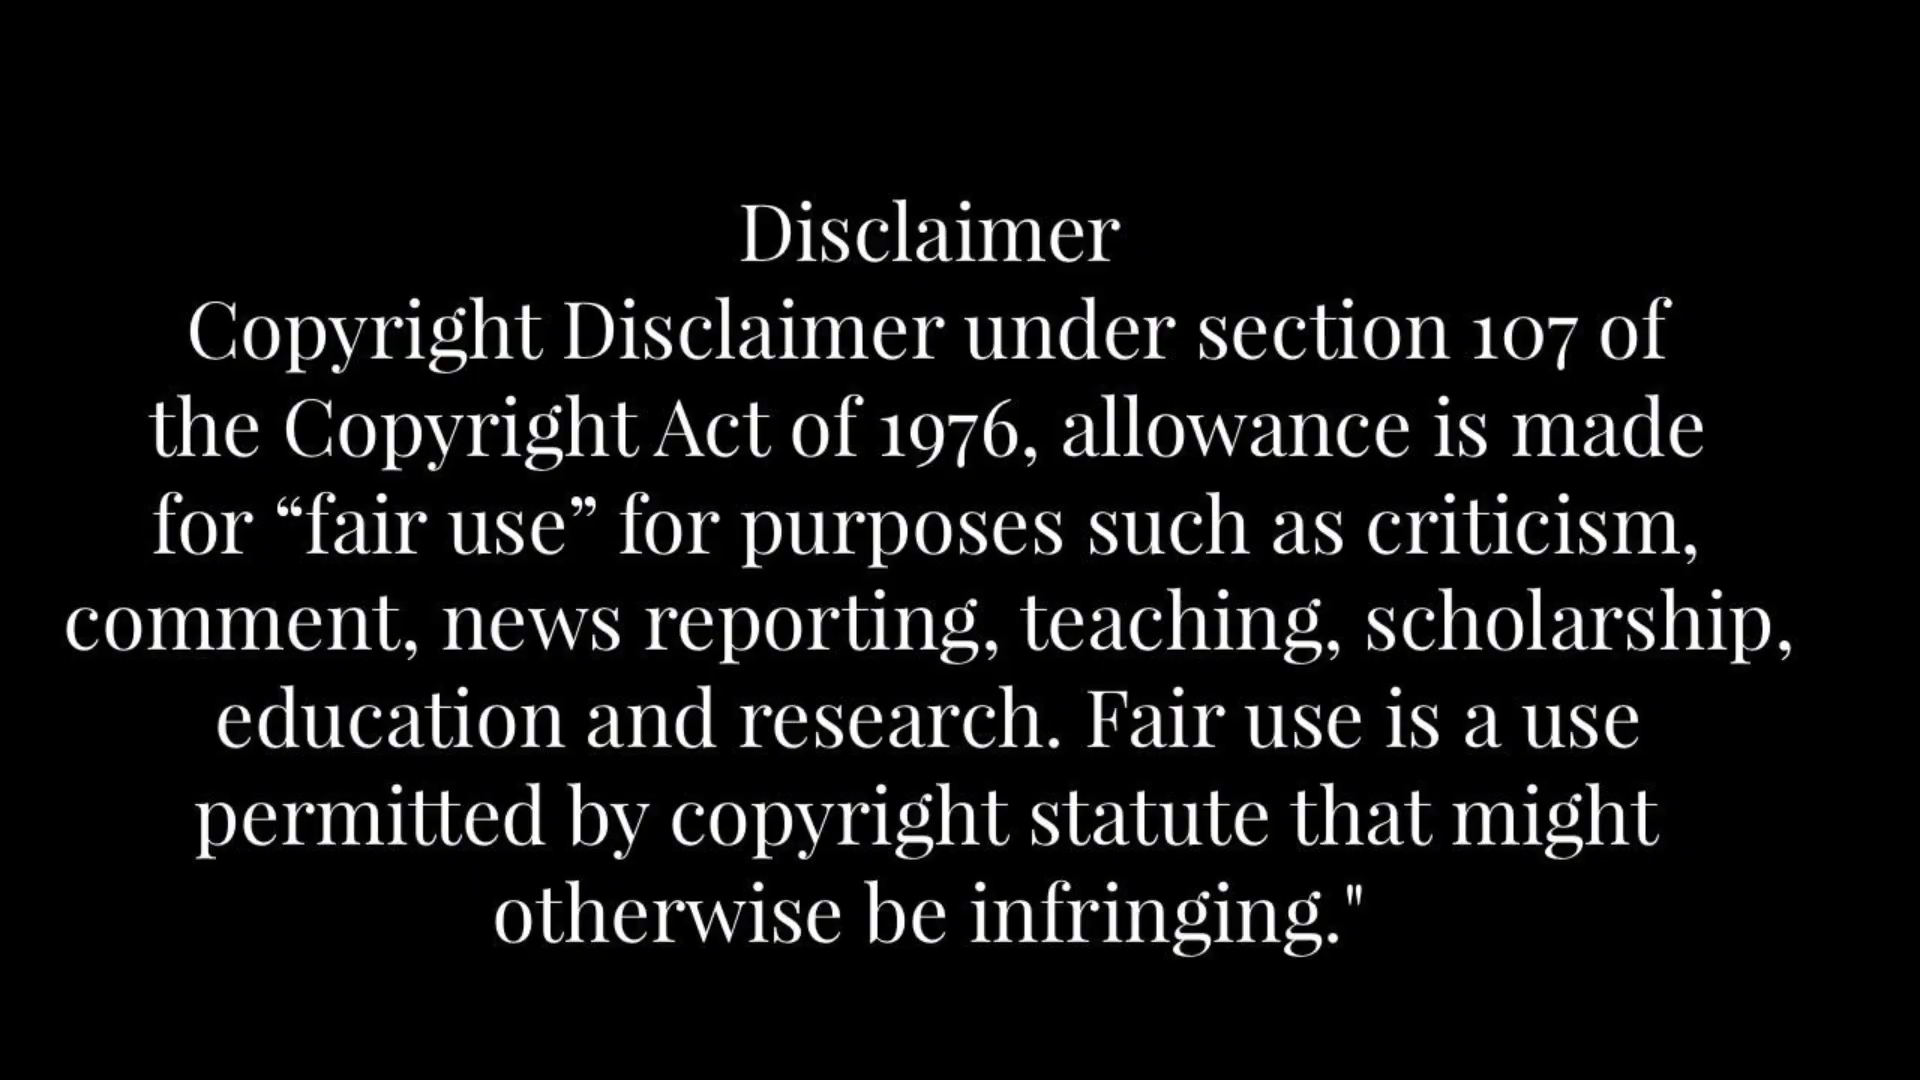 Disclaimer
Copyright Disclaimer under section 107 of
the Copyright Act of 1976, allowance is made
for “fair use” for purposes such as criticism,
comment, news reporting, teaching, scholarship,
education and research. Fair use is a use
permitted by copyright statute that might
otherwise be infringing."